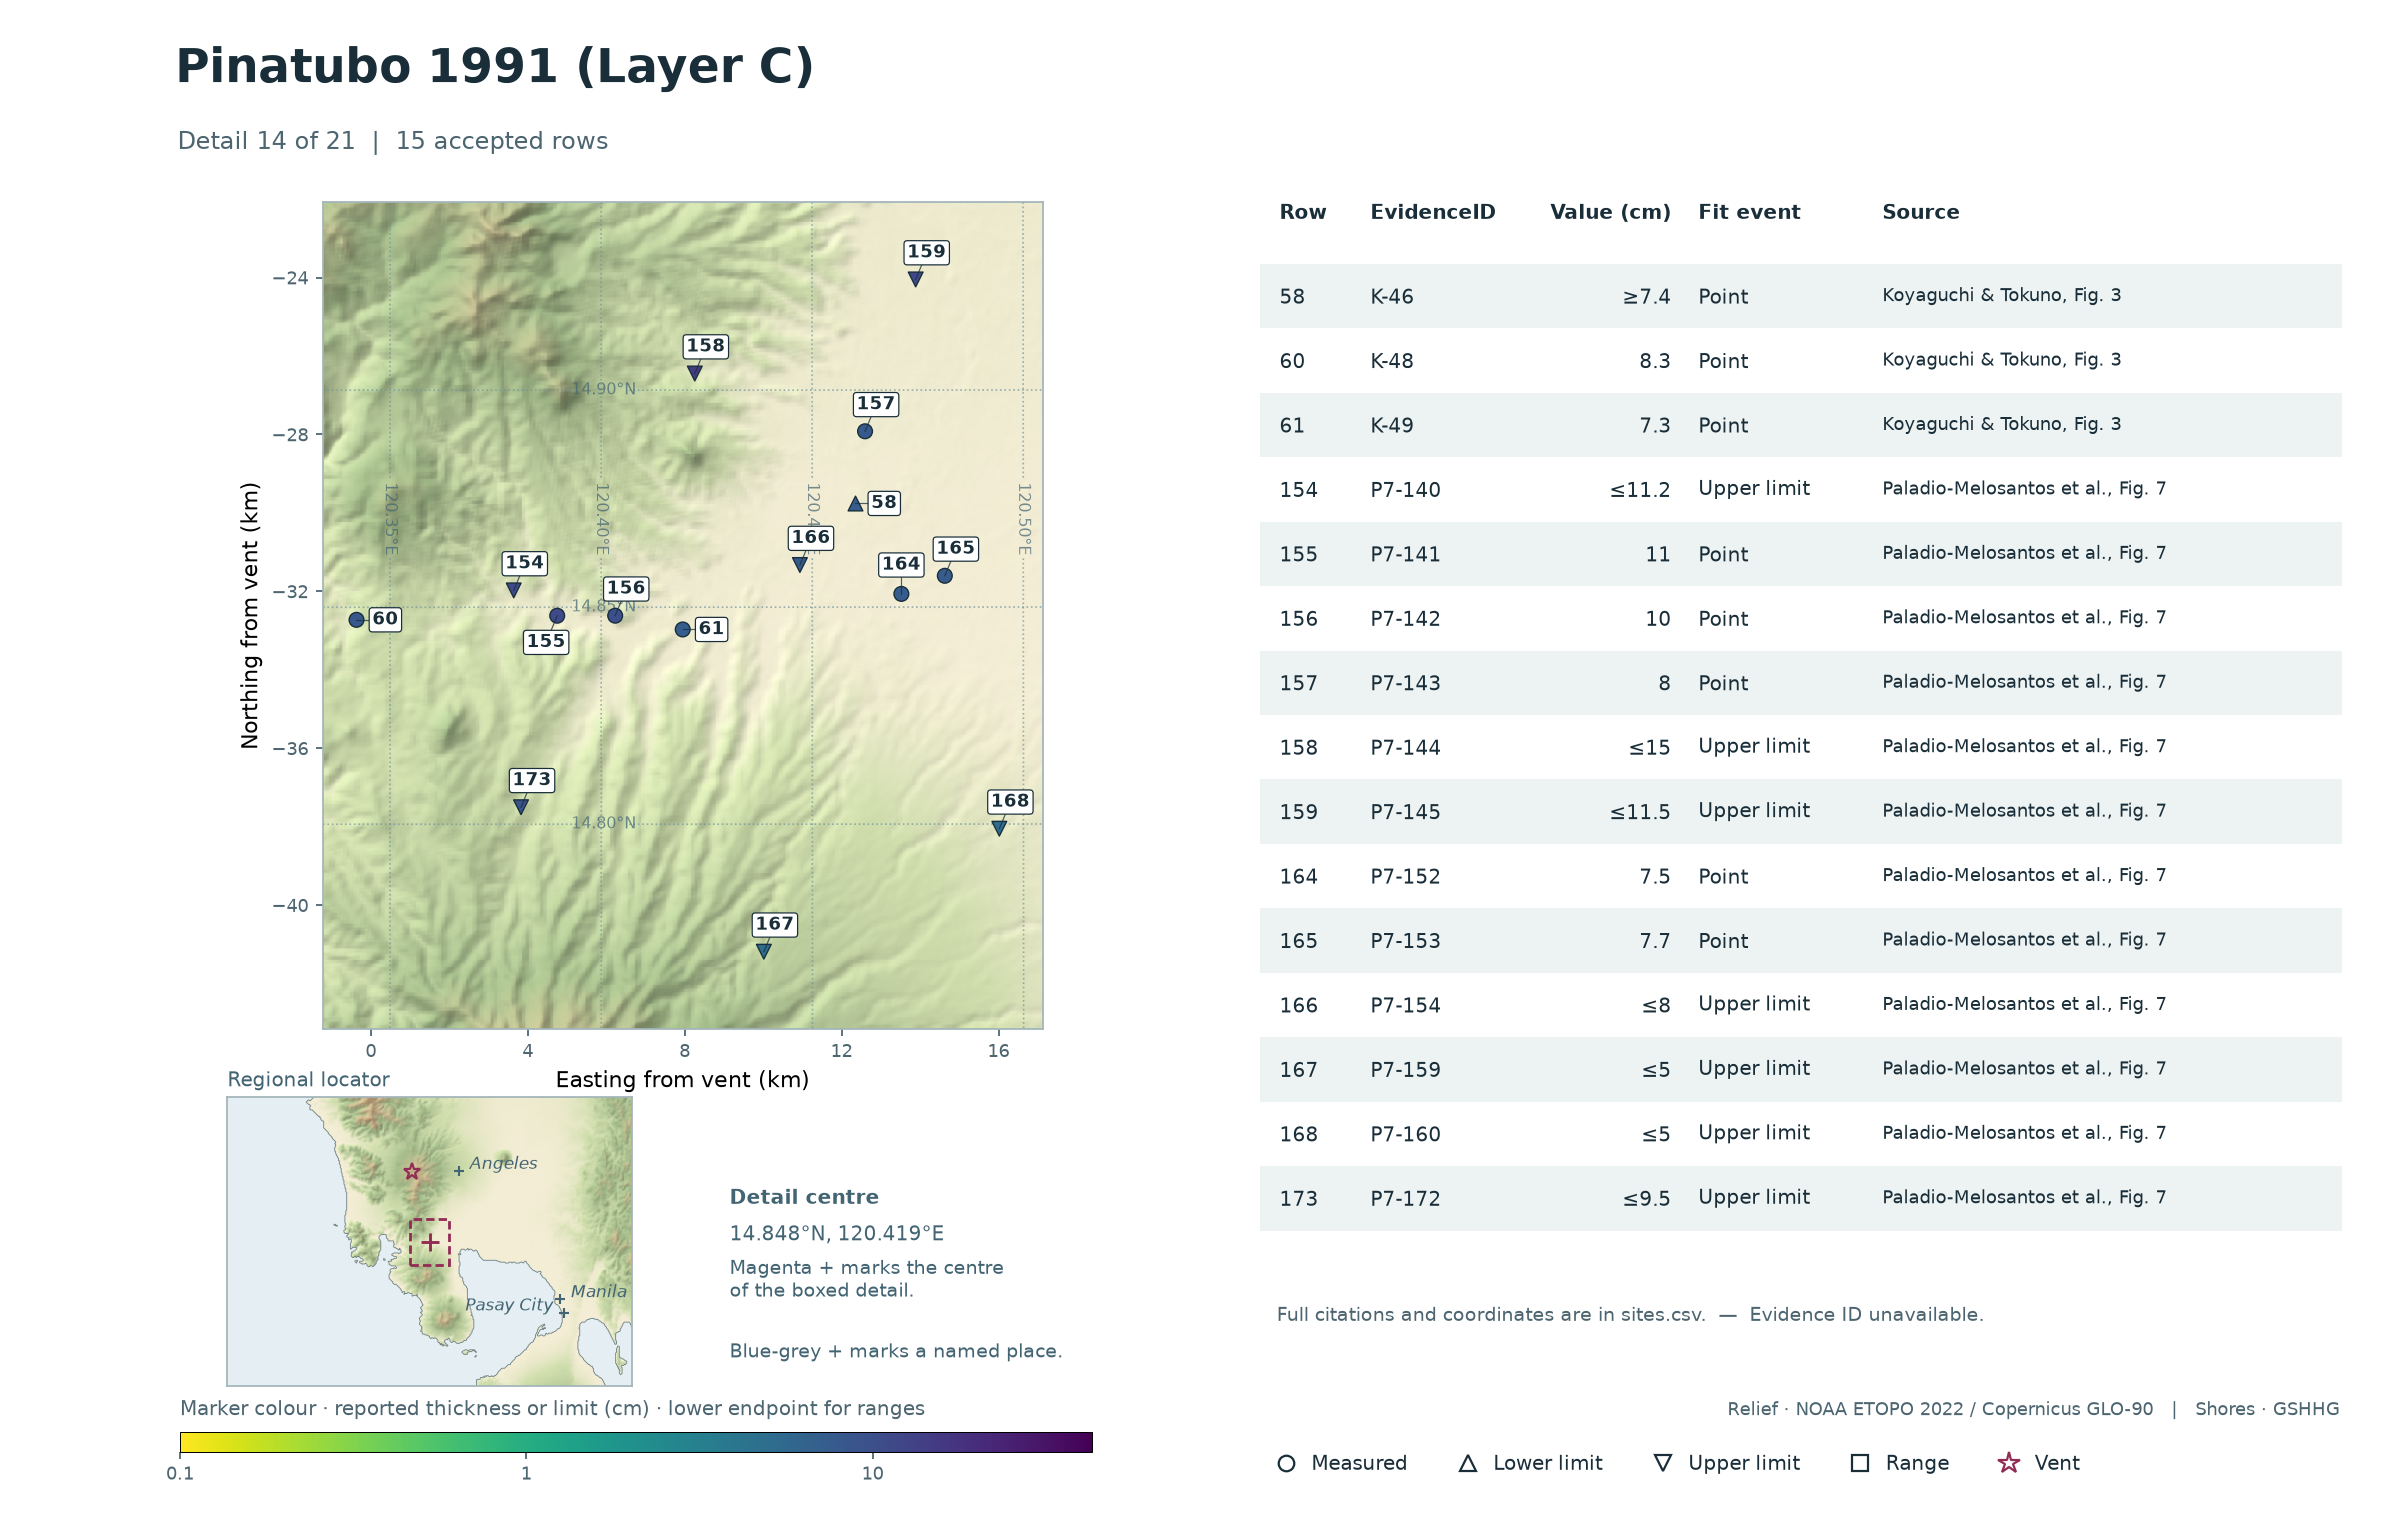 Pinatubo 1991 (Layer C)
Detail 14 of 21 | 15 accepted rows
Northing from vent (km)
−24
−28
−32
−36
−40
159
158
14.90°N
157
120.35°E
120.40°E
120.4
120.50°E
58
166
165
164
154
156
14.85°N
60
155
61
173
168
14.80°N
167
0
4
8
12
16
Easting from vent (km)
Regional locator
Angeles
Manila
Pasay City
Detail centre
14.848°N, 120.419°E
Magenta + marks the centre
of the boxed detail.
Blue-grey + marks a named place.
Marker colour · reported thickness or limit (cm) · lower endpoint for ranges
0.1
1
10
Row EvidenceID Value (cm) Fit event Source
58 K-46 ≥7.4 Point Koyaguchi & Tokuno, Fig. 3
60 K-48 8.3 Point Koyaguchi & Tokuno, Fig. 3
61 K-49 7.3 Point Koyaguchi & Tokuno, Fig. 3
154 P7-140 ≤11.2 Upper limit Paladio-Melosantos et al., Fig. 7
155 P7-141 11 Point Paladio-Melosantos et al., Fig. 7
156 P7-142 10 Point Paladio-Melosantos et al., Fig. 7
157 P7-143 8 Point Paladio-Melosantos et al., Fig. 7
158 P7-144 ≤15 Upper limit Paladio-Melosantos et al., Fig. 7
159 P7-145 ≤11.5 Upper limit Paladio-Melosantos et al., Fig. 7
164 P7-152 7.5 Point Paladio-Melosantos et al., Fig. 7
165 P7-153 7.7 Point Paladio-Melosantos et al., Fig. 7
166 P7-154 ≤8 Upper limit Paladio-Melosantos et al., Fig. 7
167 P7-159 ≤5 Upper limit Paladio-Melosantos et al., Fig. 7
168 P7-160 ≤5 Upper limit Paladio-Melosantos et al., Fig. 7
173 P7-172 ≤9.5 Upper limit Paladio-Melosantos et al., Fig. 7
Full citations and coordinates are in sites.csv. — Evidence ID unavailable.
Relief · NOAA ETOPO 2022 / Copernicus GLO-90 | Shores · GSHHG
Measured
Lower limit
Upper limit
Range
Vent